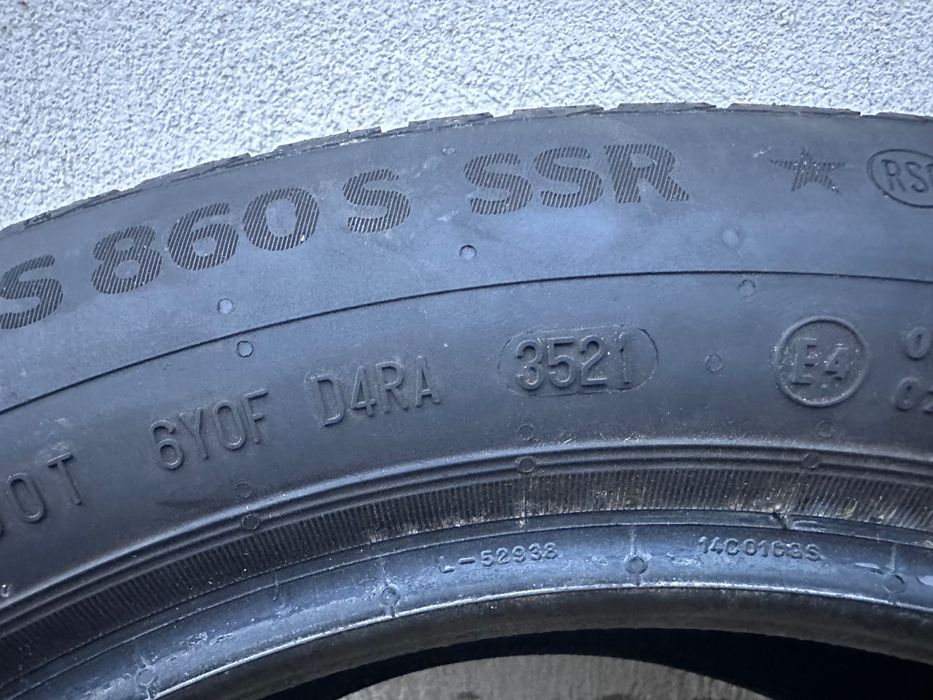 S 860 S SSR ★ RSC
DOT 6Y0F D4RA 3521 E4
L-52938 14C0163S